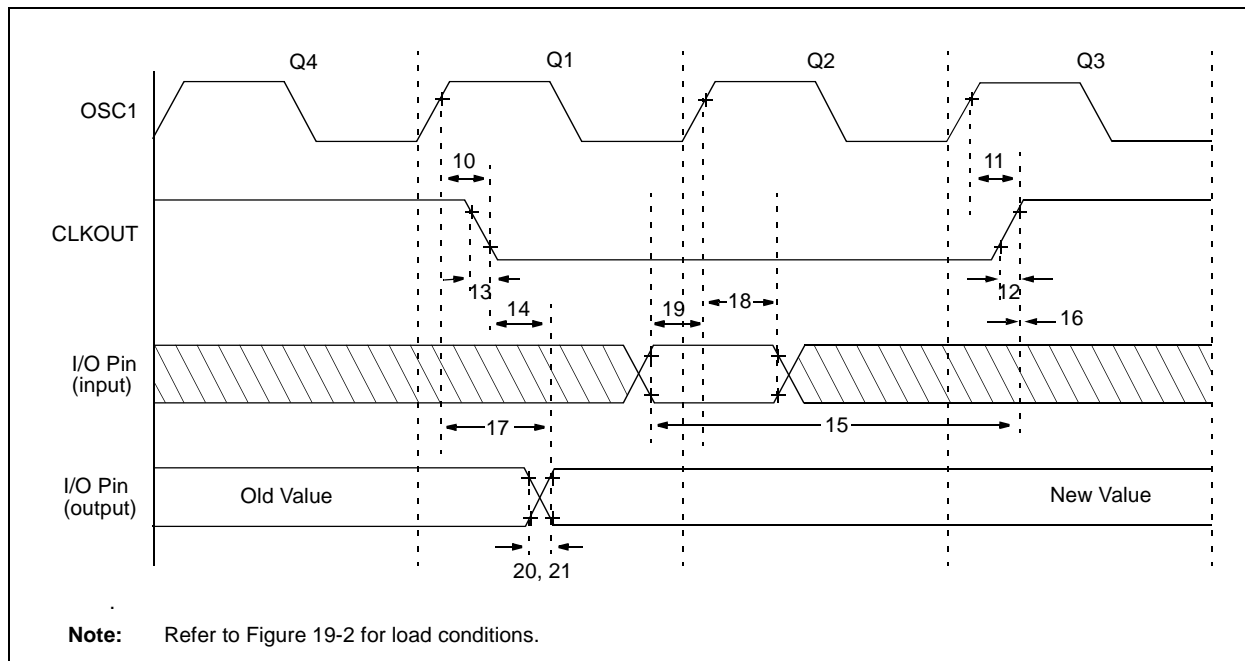 Q4 Q1 Q2 Q3
OSC1
10 11
CLKOUT
13 12
14 19 18 16
I/O Pin
(input)
17 15
I/O Pin
(output)
Old Value New Value
20, 21
.
Note: Refer to Figure 19-2 for load conditions.